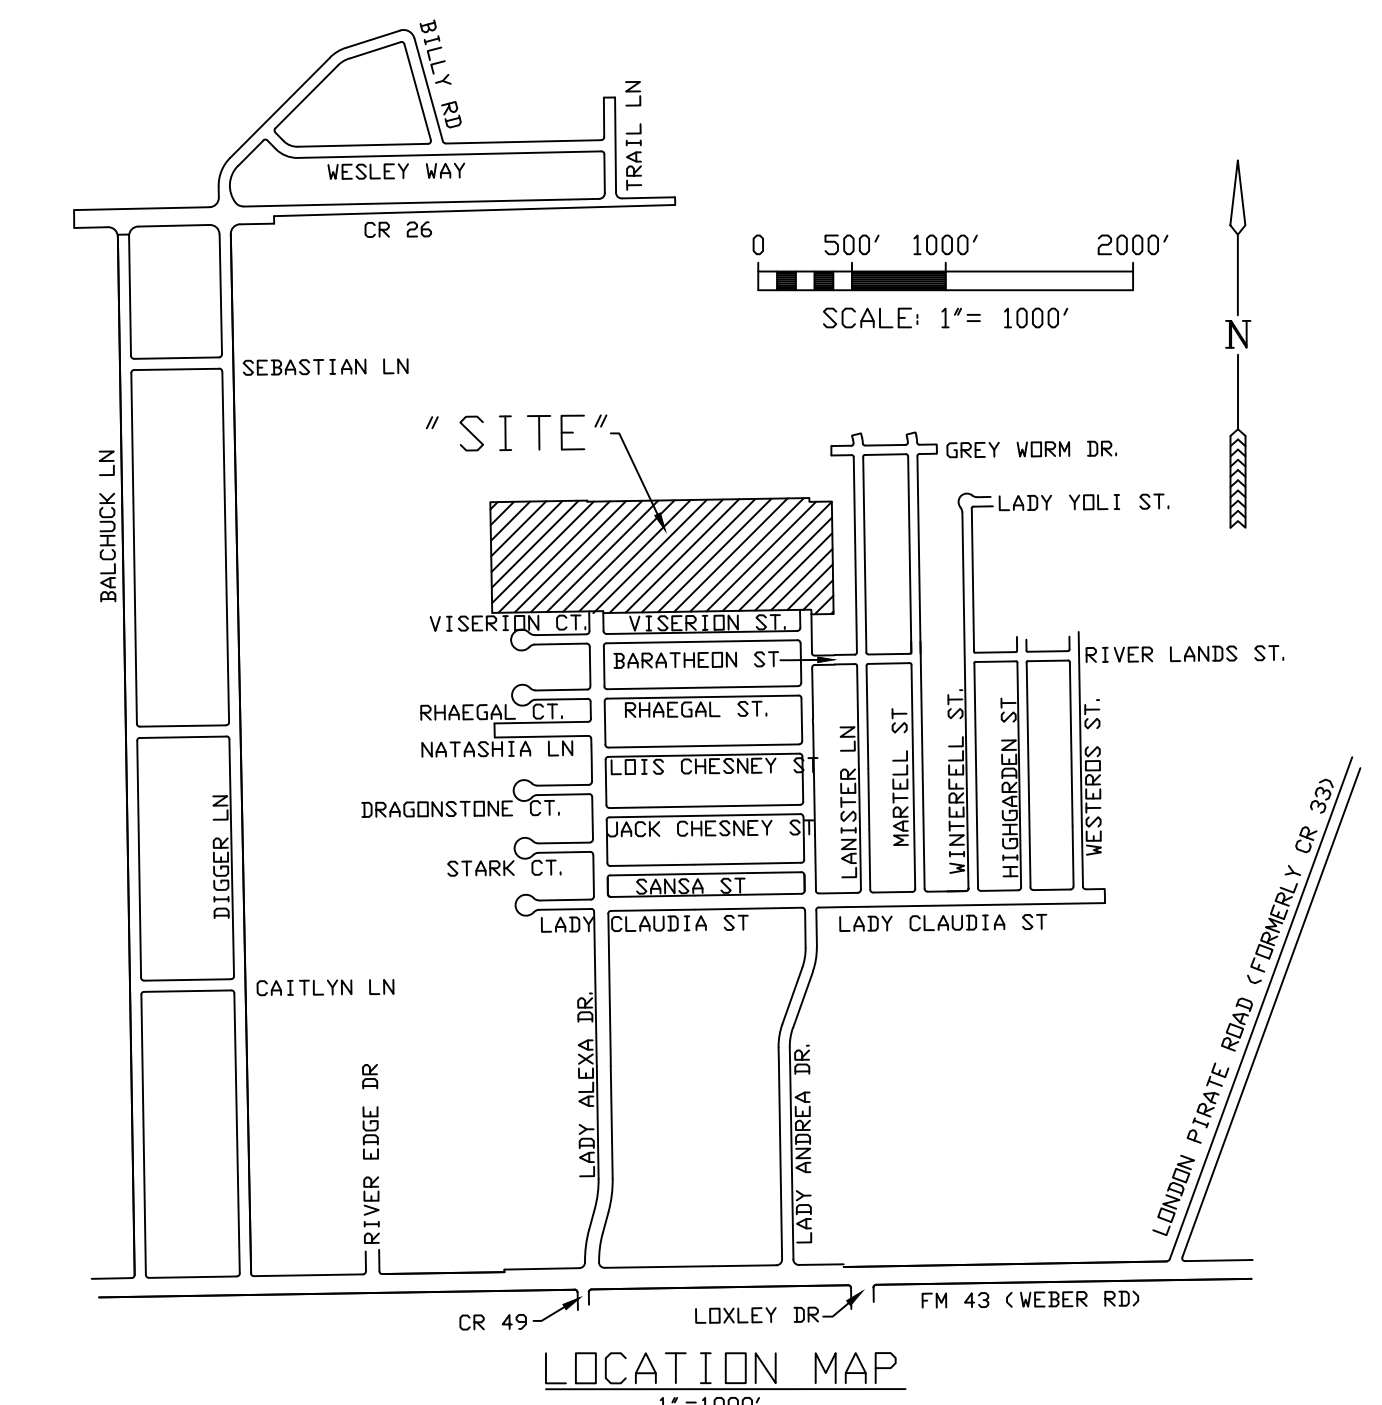 BILLY RD
TRAIL LN
WESLEY WAY
CR 26
0 500' 1000' 2000'
SCALE: 1"= 1000'
N
SEBASTIAN LN
"SITE"
GREY WORM DR.
LADY YOLI ST.
BALCHUCK LN
VISERION CT.
VISERION ST.
BARATHEON ST
RIVER LANDS ST.
RHAEGAL CT.
RHAEGAL ST.
NATASHIA LN
LOIS CHESNEY ST
DRAGONSTONE CT.
JACK CHESNEY ST
STARK CT.
SANSA ST
LANISTER LN
MARTELL ST
WINTERFELL ST.
HIGHGARDEN ST
WESTEROS ST.
DIGGER LN
LADY CLAUDIA ST
LADY CLAUDIA ST
CAITLYN LN
LADY ALEXA DR.
LADY ANDREA DR.
RIVER EDGE DR
LONDON PIRATE ROAD (FORMERLY CR 33)
CR 49
LOXLEY DR
FM 43 (WEBER RD)
LOCATION MAP
1"=1000'